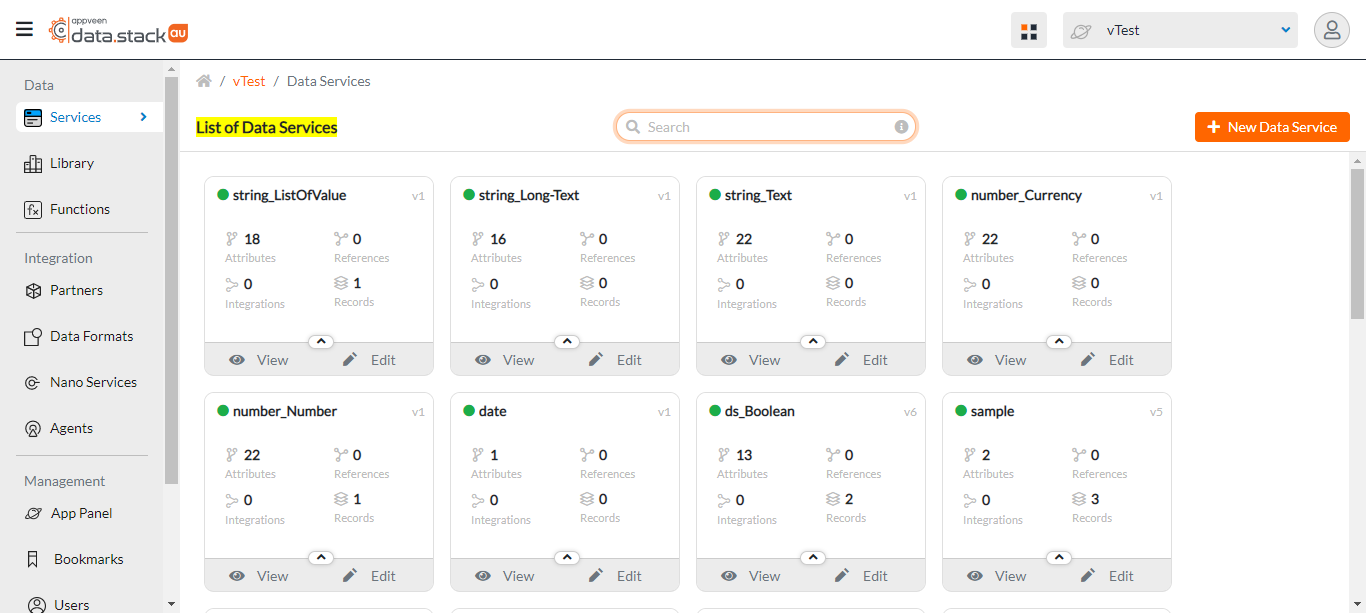 appveen
data.stack au
vTest
Data
Services
Library
Functions
Integration
Partners
Data Formats
Nano Services
Agents
Management
App Panel
Bookmarks
Users
/ vTest / Data Services
List of Data Services
Search
New Data Service
string_ListOfValue v1
18 0
Attributes References
0 1
Integrations Records
View Edit
string_Long-Text v1
16 0
Attributes References
0 0
Integrations Records
View Edit
string_Text v1
22 0
Attributes References
0 0
Integrations Records
View Edit
number_Currency v1
22 0
Attributes References
0 0
Integrations Records
View Edit
number_Number v1
22 0
Attributes References
0 1
Integrations Records
View Edit
date v1
1 0
Attributes References
0 0
Integrations Records
View Edit
ds_Boolean v6
13 0
Attributes References
0 2
Integrations Records
View Edit
sample v5
2 0
Attributes References
0 3
Integrations Records
View Edit